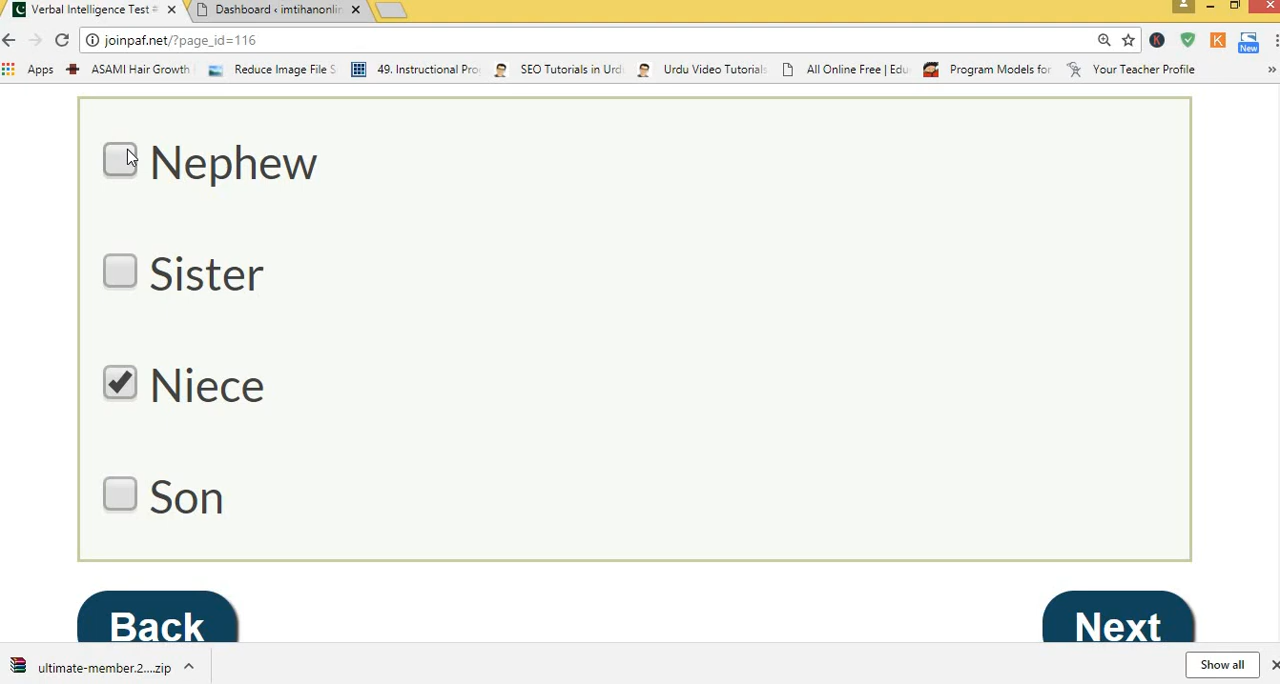 Verbal Intelligence Test
Dashboard ‹ imtihanonlin
joinpaf.net/?page_id=116
New
Apps
ASAMI Hair Growth
Reduce Image File S
49. Instructional Pro
SEO Tutorials in Urd
Urdu Video Tutorials
All Online Free | Edu
Program Models for
Your Teacher Profile
»
Nephew
Sister
Niece
Son
Back
Next
ultimate-member.2....zip
Show all